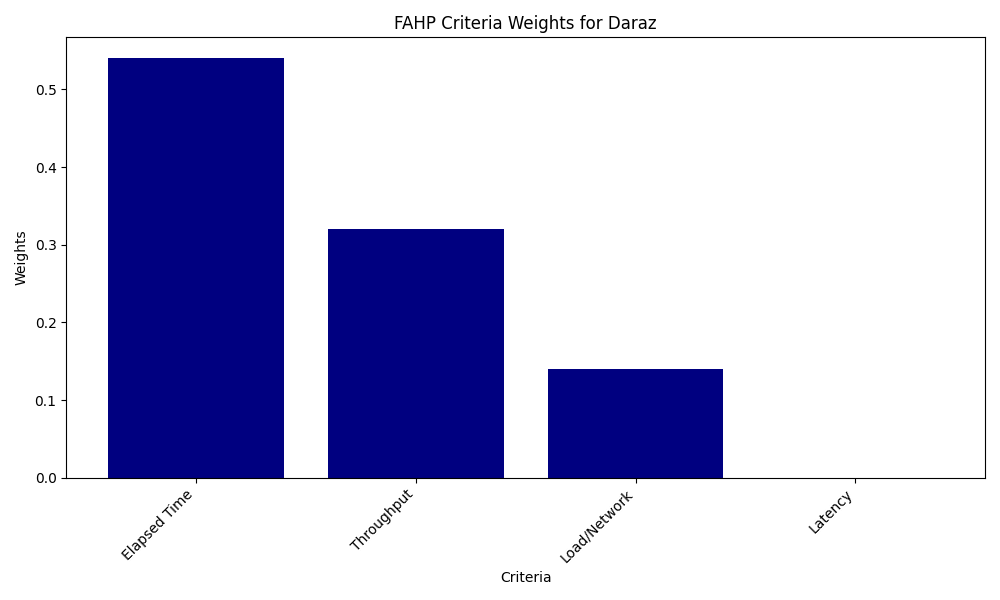 FAHP Criteria Weights for Daraz
Weights
0.5
0.4
0.3
0.2
0.1
0.0
Elapsed Time
Throughput
Load/Network
Latency
Criteria